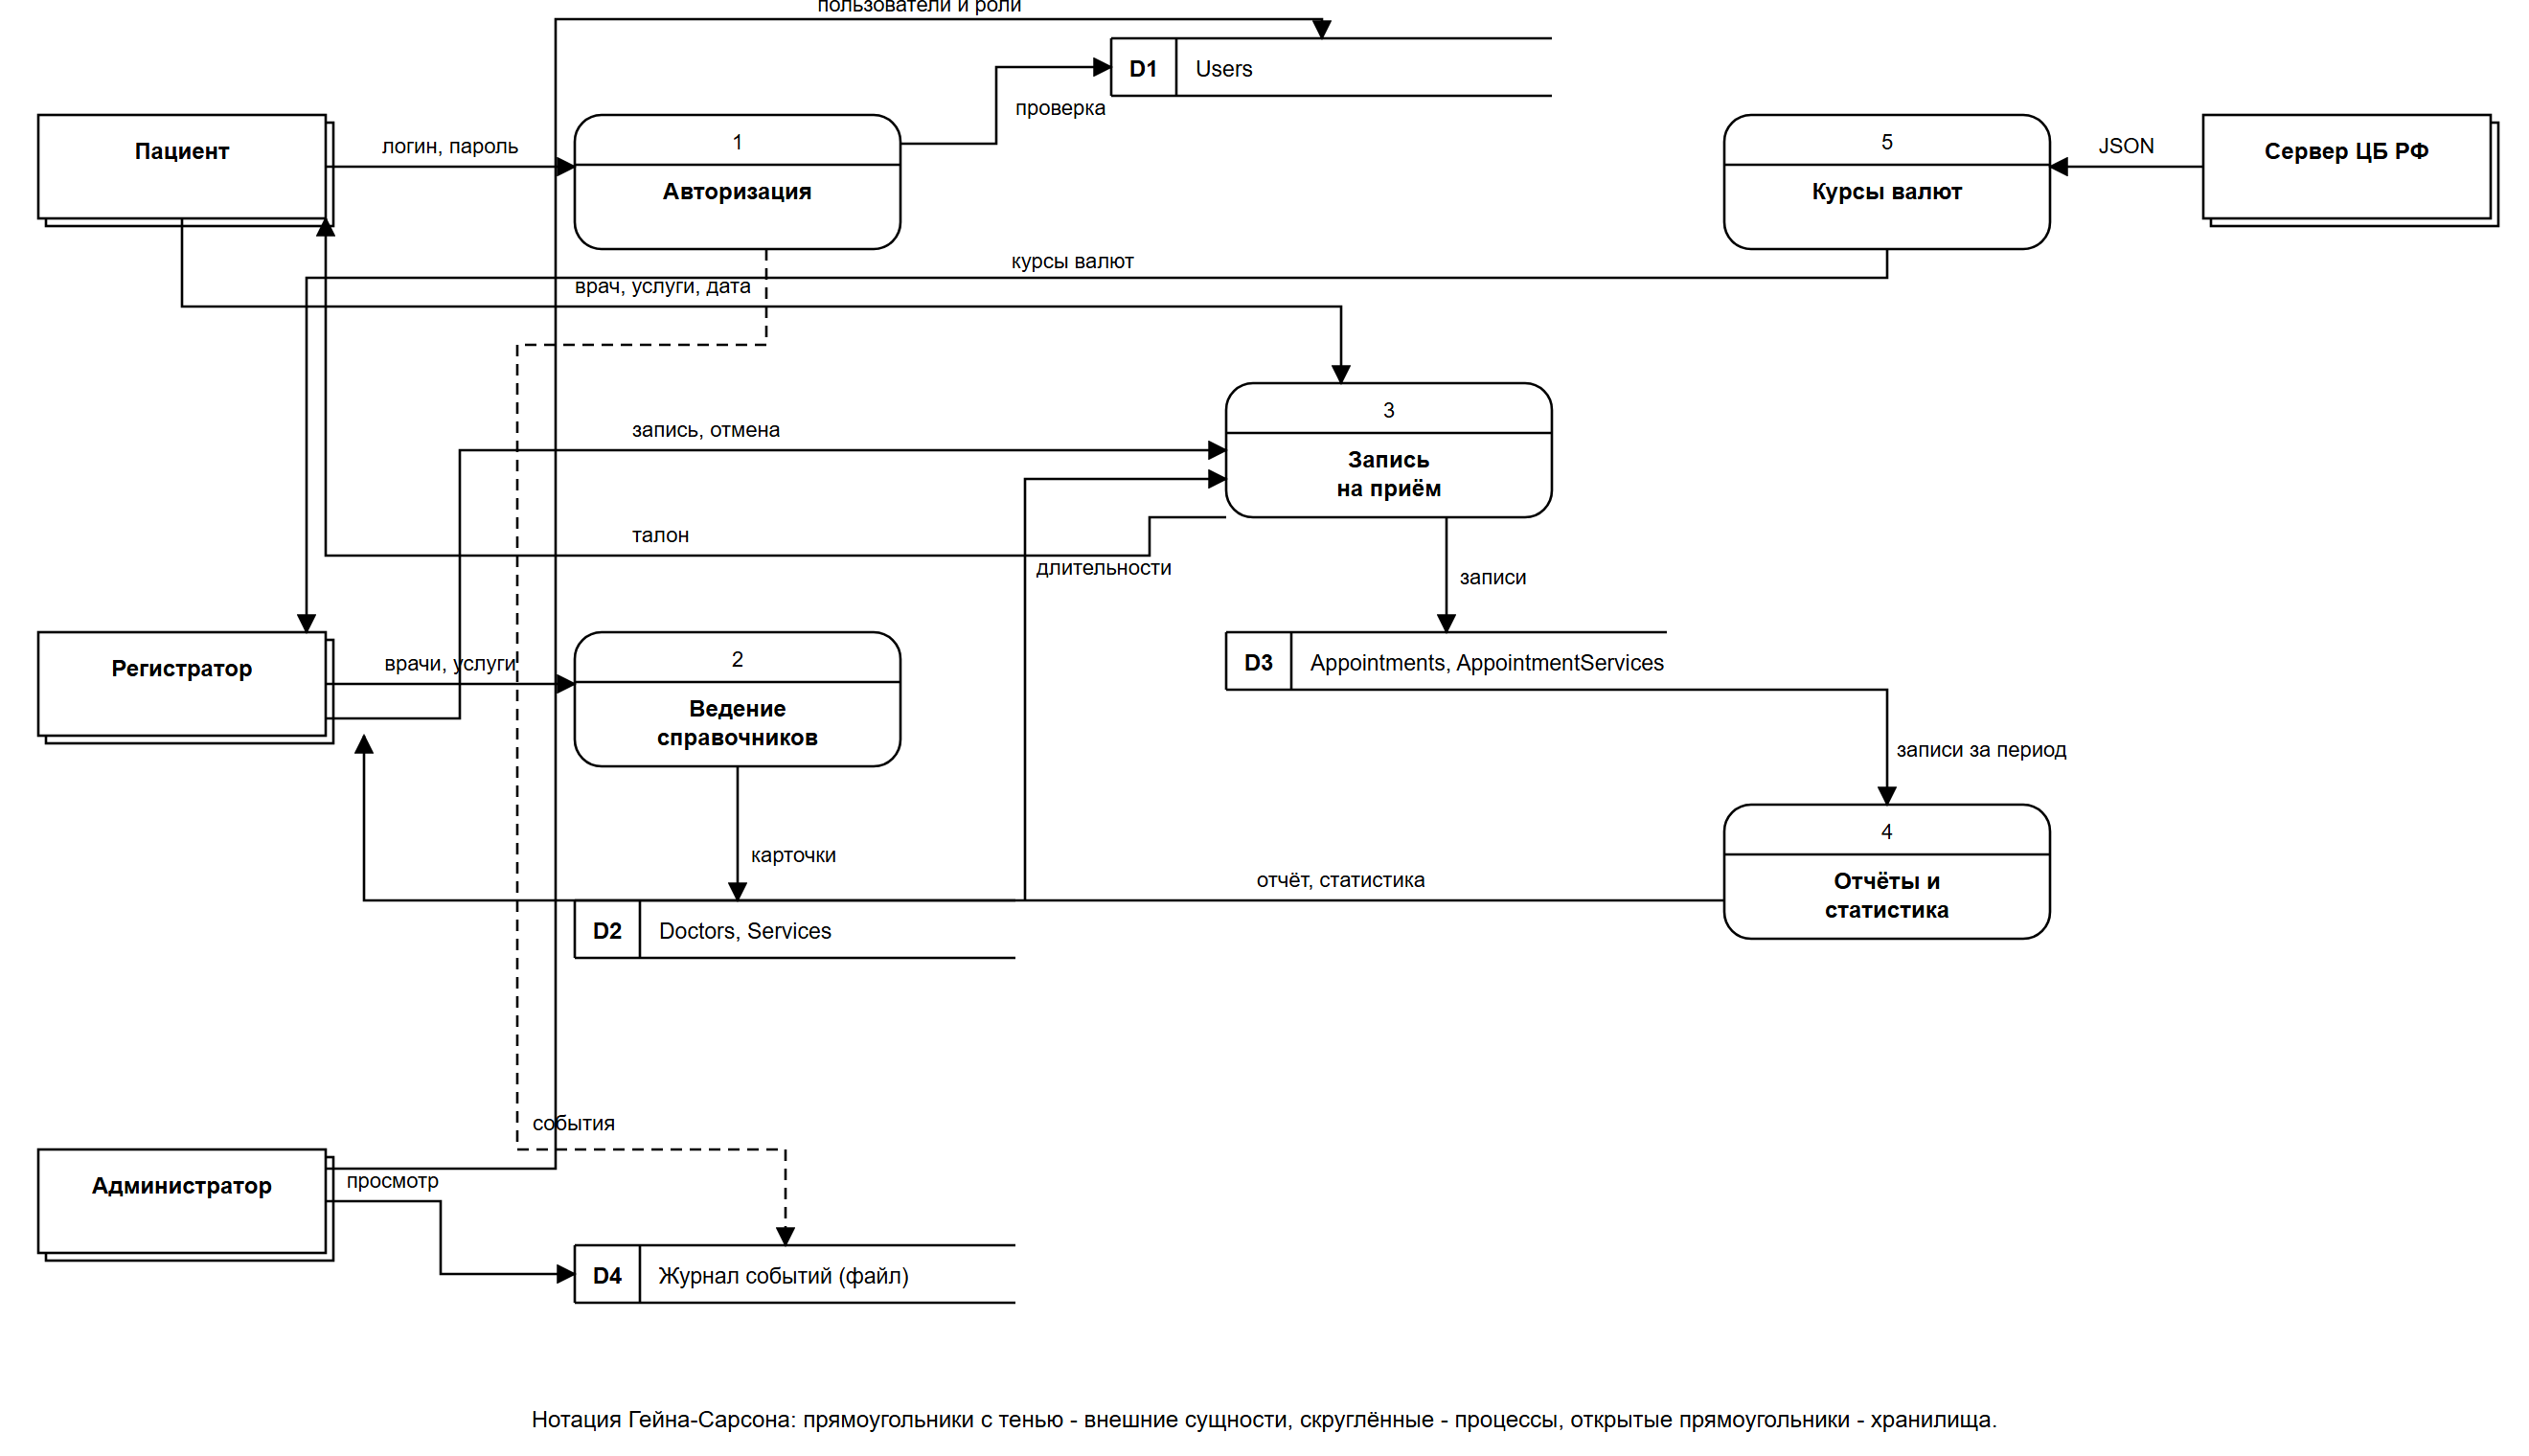 пользователи и роли
D1
Users
проверка
Пациент
логин, пароль
1
Авторизация
5
Курсы валют
JSON
Сервер ЦБ РФ
курсы валют
врач, услуги, дата
3
Запись
на приём
запись, отмена
талон
длительности
записи
Регистратор
врачи, услуги
2
Ведение
справочников
D3
Appointments, AppointmentServices
записи за период
4
Отчёты и
статистика
карточки
отчёт, статистика
D2
Doctors, Services
события
Администратор
просмотр
D4
Журнал событий (файл)
Нотация Гейна-Сарсона: прямоугольники с тенью - внешние сущности, скруглённые - процессы, открытые прямоугольники - хранилища.